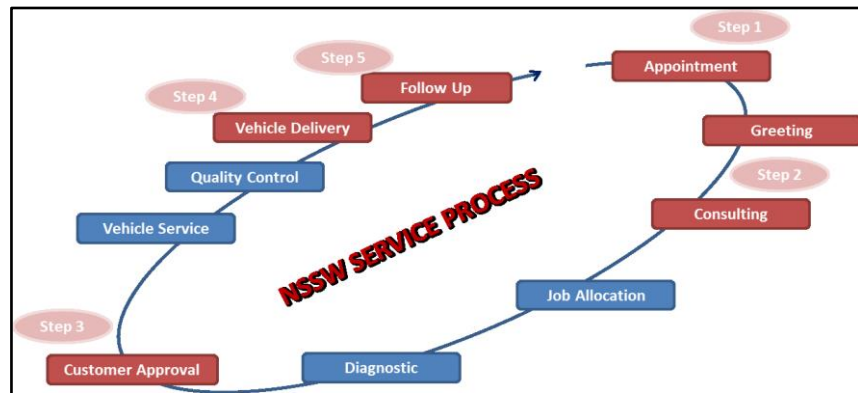 Step 1
Appointment
Greeting
Step 2
Consulting
Job Allocation
Diagnostic
Step 3
Customer Approval
Vehicle Service
Quality Control
Step 4
Vehicle Delivery
Step 5
Follow Up
NSSW SERVICE PROCESS